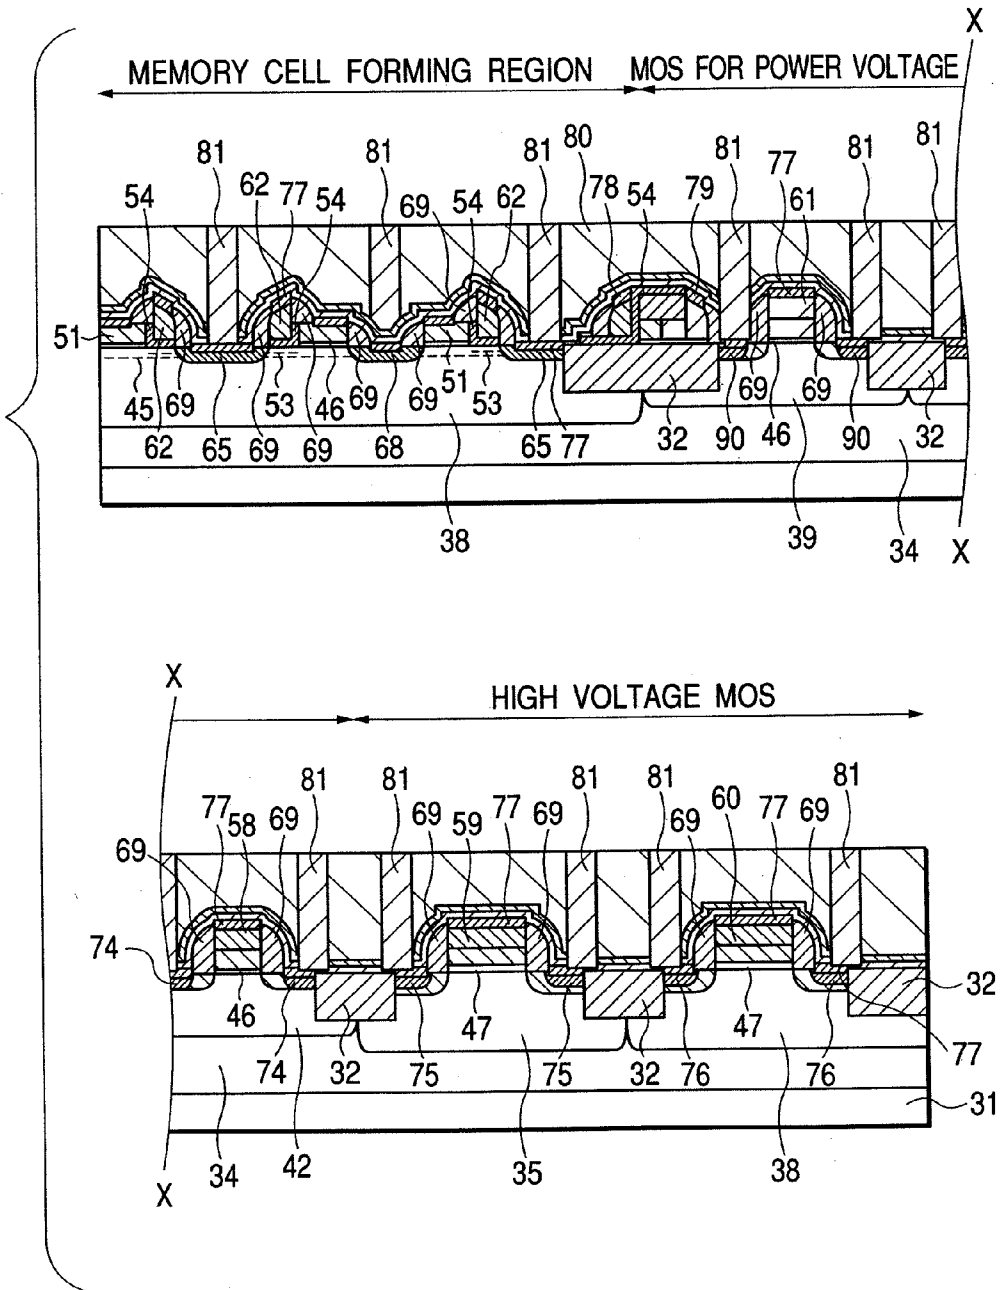 X
MEMORY CELL FORMING REGION MOS FOR POWER VOLTAGE
81 81 81 80 81 77 81 81
54 62 77 54 69 54 62 78 54 79 61
51
45 62 69 65 69 53 46 69 69 68 69 51 53 65 77 32 90 69 46 69 90 32
38 39 34
X
X
HIGH VOLTAGE MOS
81 81 81 81 81
69 77 58 69 69 59 77 69 69 60 77 69
74 32
46 74 32 75 47 75 32 76 47 76 77
31
34 42 35 38
X